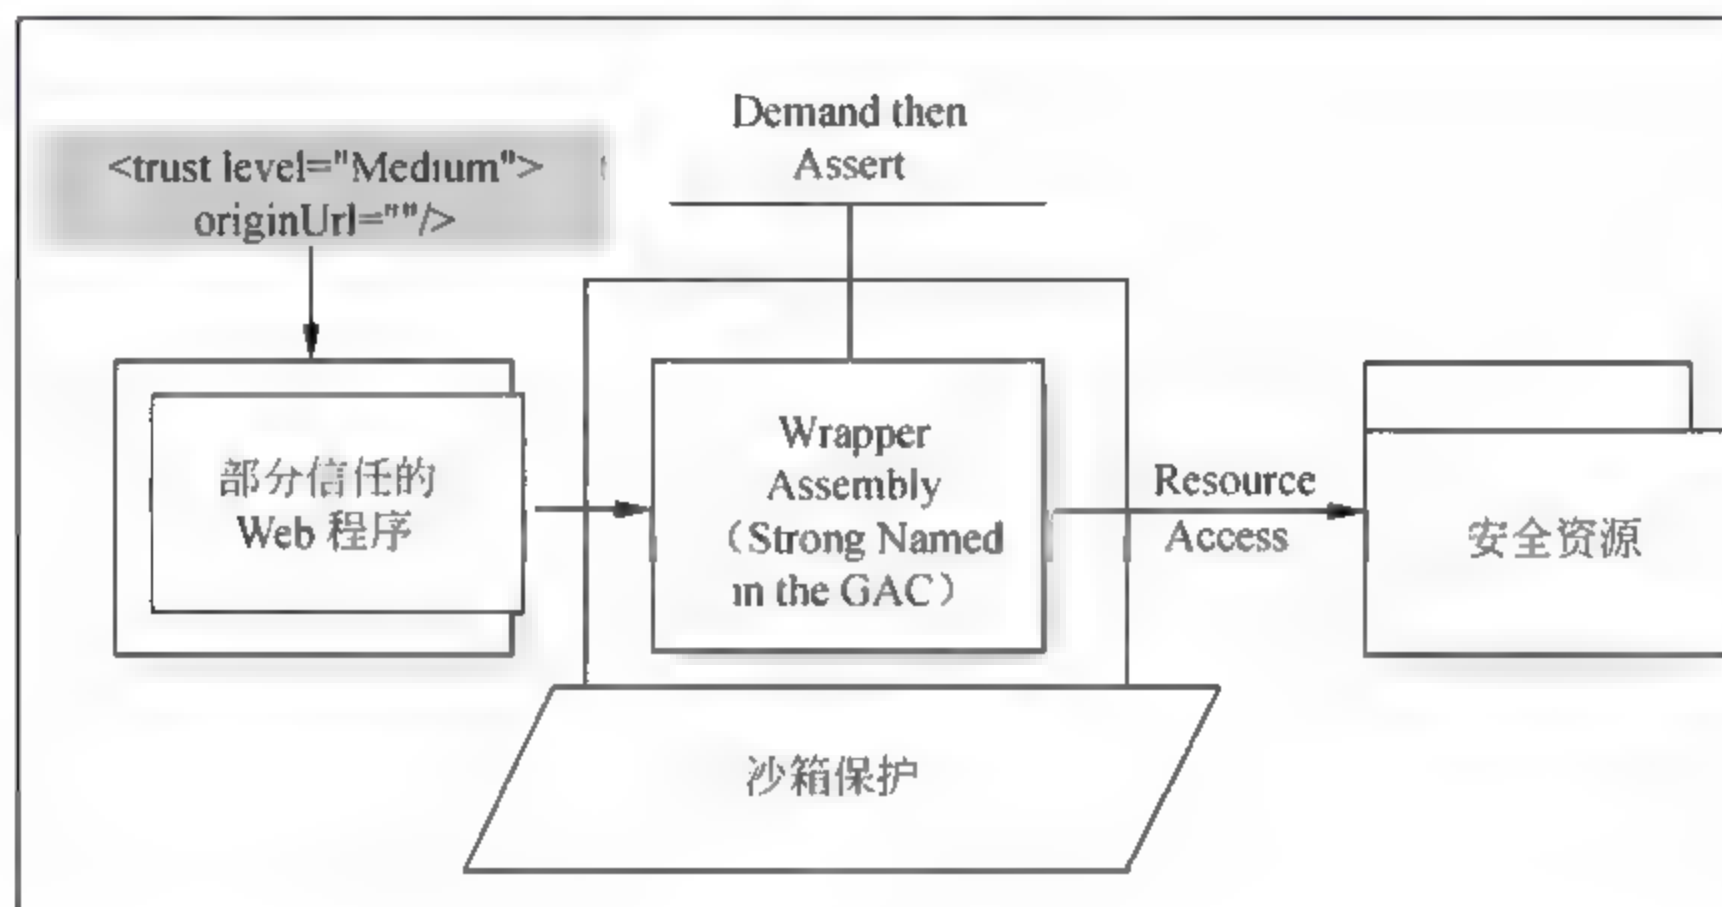 Demand then
Assert
<trust level="Medium">
originUrl=""/>
部分信任的
Web 程序
Wrapper
Assembly
（Strong Named
in the GAC）
Resource
Access
安全资源
沙箱保护